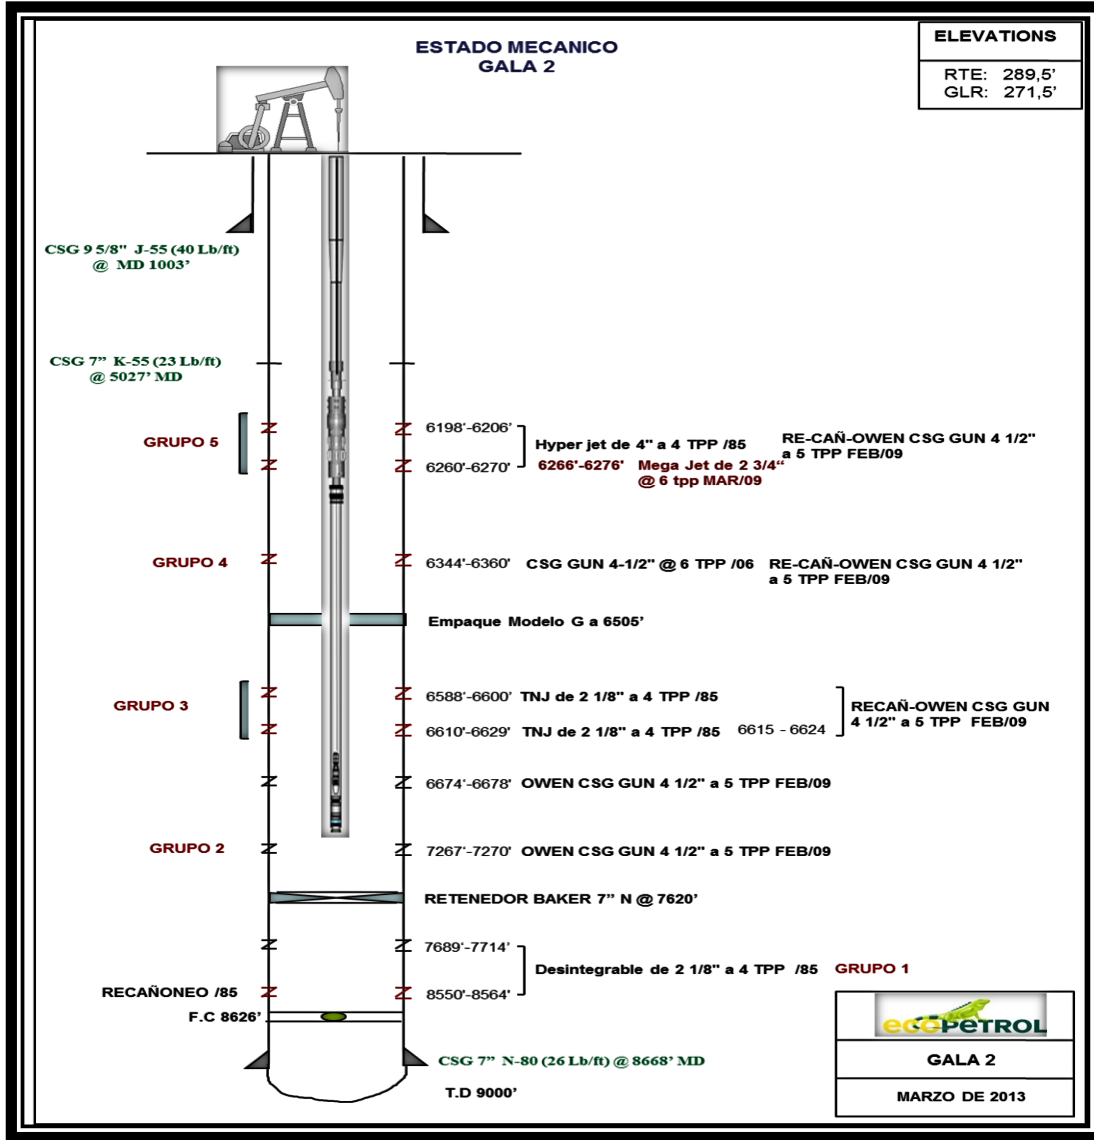 ESTADO MECANICO
GALA 2
ELEVATIONS
RTE: 289,5’
GLR: 271,5’
CSG 9 5/8" J-55 (40 Lb/ft)
@ MD 1003’
CSG 7” K-55 (23 Lb/ft)
@ 5027’ MD
GRUPO 5
6198'-6206'
Hyper jet de 4" a 4 TPP /85
RE-CAÑ-OWEN CSG GUN 4 1/2"
a 5 TPP FEB/09
6260'-6270'
6266'-6276' Mega Jet de 2 3/4“
@ 6 tpp MAR/09
GRUPO 4
6344'-6360' CSG GUN 4-1/2" @ 6 TPP /06 RE-CAÑ-OWEN CSG GUN 4 1/2"
a 5 TPP FEB/09
Empaque Modelo G a 6505’
GRUPO 3
6588'-6600' TNJ de 2 1/8" a 4 TPP /85
RECAÑ-OWEN CSG GUN
4 1/2" a 5 TPP FEB/09
6610'-6629' TNJ de 2 1/8" a 4 TPP /85 6615 - 6624
6674'-6678' OWEN CSG GUN 4 1/2" a 5 TPP FEB/09
GRUPO 2
7267'-7270' OWEN CSG GUN 4 1/2" a 5 TPP FEB/09
RETENEDOR BAKER 7” N @ 7620’
7689'-7714'
Desintegrable de 2 1/8" a 4 TPP /85 GRUPO 1
RECAÑONEO /85
8550'-8564'
F.C 8626’
CSG 7” N-80 (26 Lb/ft) @ 8668’ MD
T.D 9000’
ecopetrol
GALA 2
MARZO DE 2013